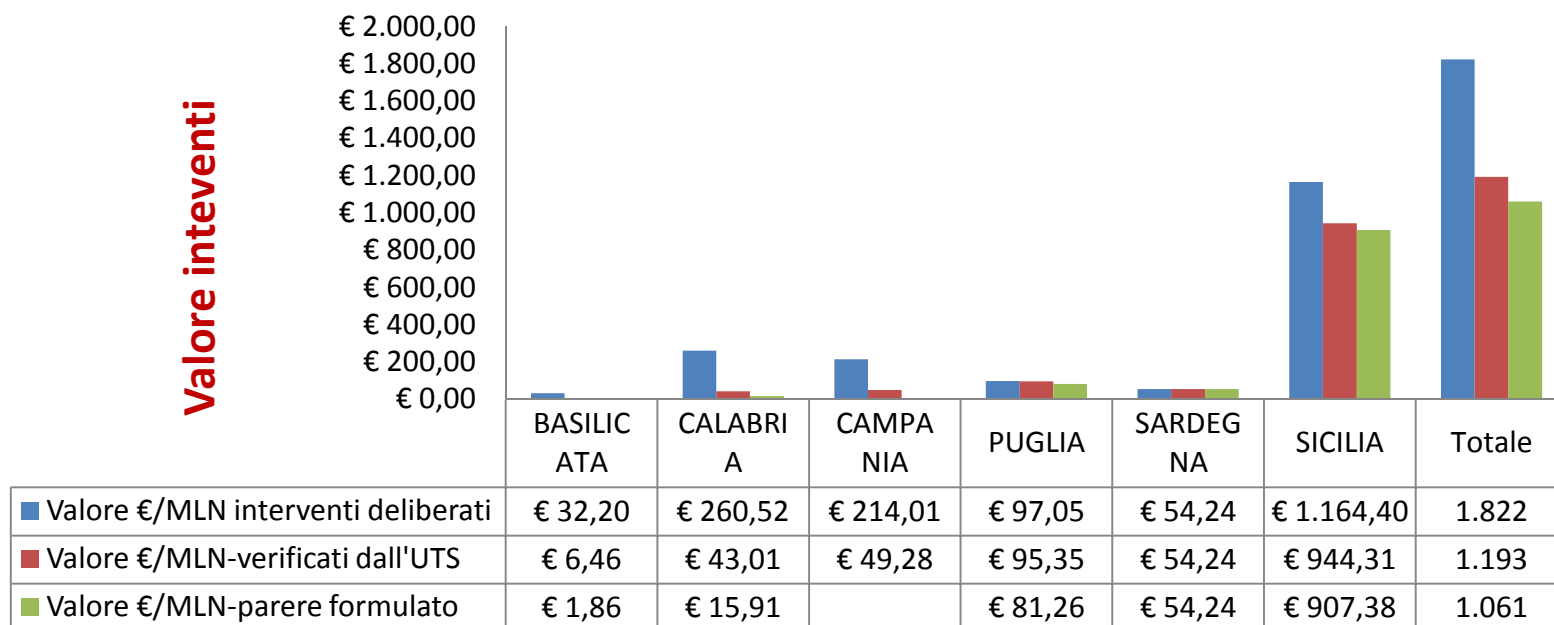 Valore inteventi
€ 2.000,00
€ 1.800,00
€ 1.600,00
€ 1.400,00
€ 1.200,00
€ 1.000,00
€ 800,00
€ 600,00
€ 400,00
€ 200,00
€ 0,00
BASILIC
ATA
CALABRI
A
CAMPA
NIA
PUGLIA
SARDEG
NA
SICILIA
Totale
Valore €/MLN interventi deliberati € 32,20 € 260,52 € 214,01 € 97,05 € 54,24 € 1.164,40 1.822
Valore €/MLN-verificati dall'UTS € 6,46 € 43,01 € 49,28 € 95,35 € 54,24 € 944,31 1.193
Valore €/MLN-parere formulato € 1,86 € 15,91 € 81,26 € 54,24 € 907,38 1.061